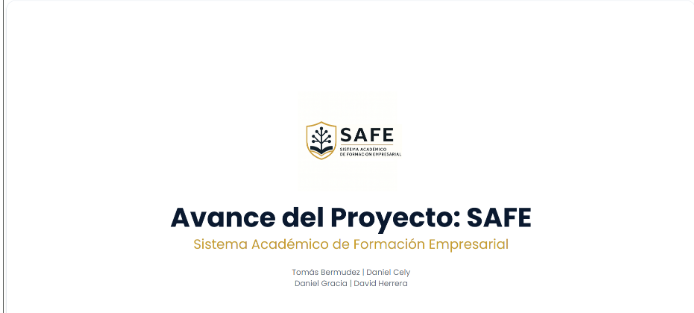 SAFE
SISTEMA ACADÉMICO
DE FORMACIÓN EMPRESARIAL
Avance del Proyecto: SAFE
Sistema Académico de Formación Empresarial
Tomás Bermudez | Daniel Cely
Daniel Gracia | David Herrera